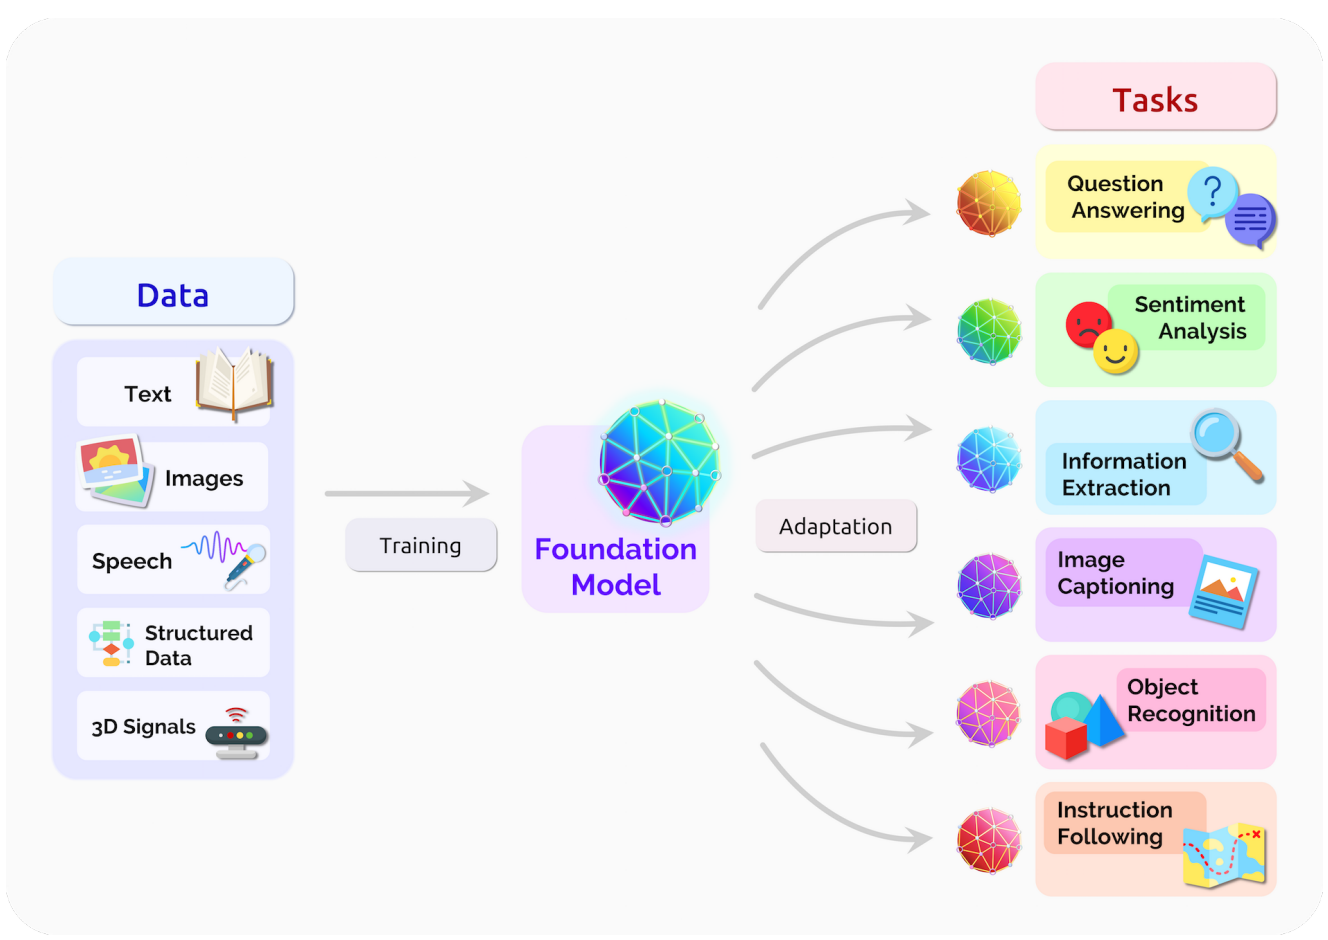 Data
Text
Images
Speech
Structured
Data
3D Signals
Training
Foundation
Model
Adaptation
Tasks
Question
Answering
?
Sentiment
Analysis
Information
Extraction
Image
Captioning
Object
Recognition
Instruction
Following